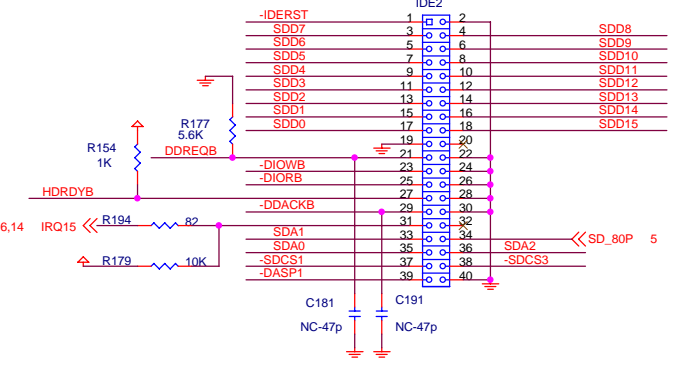 IDE2
-IDERST 1 2
SDD7 3 4 SDD8
SDD6 5 6 SDD9
SDD5 7 8 SDD10
SDD4 9 10 SDD11
SDD3 11 12 SDD12
SDD2 13 14 SDD13
SDD1 15 16 SDD14
SDD0 17 18 SDD15
R177
5.6K
19 20
R154
1K
DDREQB 21 22
-DIOWB 23 24
-DIORB 25 26
HDRDYB 27 28
-DDACKB 29 30
6,14 IRQ15 R194 82 31 32
SDA1 33 34 SD_80P 5
SDA0 35 36 SDA2
R179 10K -SDCS1 37 38 -SDCS3
-DASP1 39 40
C181 C191
NC-47p NC-47p